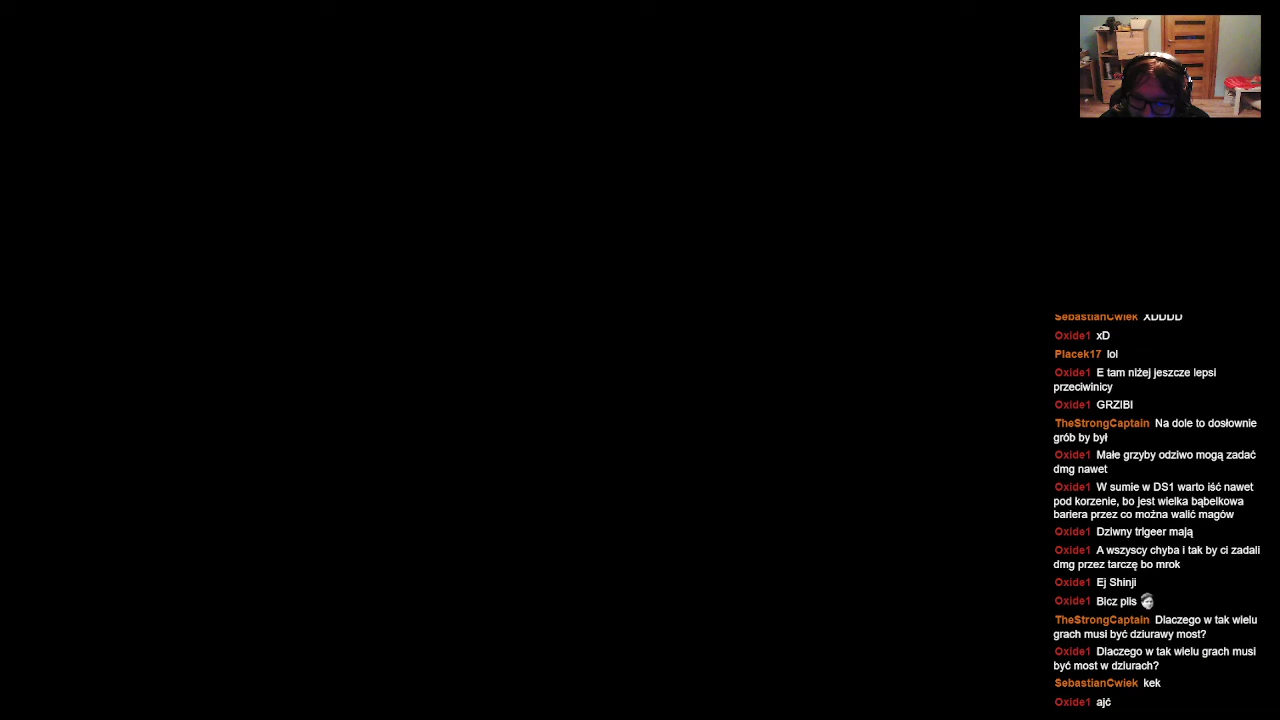 SebastianCwiek XDDDD
Oxide1 xD
Placek17 lol
Oxide1 E tam niżej jeszcze lepsi
przeciwinicy
Oxide1 GRZIBI
TheStrongCaptain Na dole to dosłownie
grób by był
Oxide1 Małe grzyby odziwo mogą zadać
dmg nawet
Oxide1 W sumie w DS1 warto iść nawet
pod korzenie, bo jest wielka bąbelkowa
bariera przez co można walić magów
Oxide1 Dziwny trigeer mają
Oxide1 A wszyscy chyba i tak by ci zadali
dmg przez tarczę bo mrok
Oxide1 Ej Shinji
Oxide1 Bicz plis
TheStrongCaptain Dlaczego w tak wielu
grach musi być dziurawy most?
Oxide1 Dlaczego w tak wielu grach musi
być most w dziurach?
SebastianCwiek kek
Oxide1 ajć